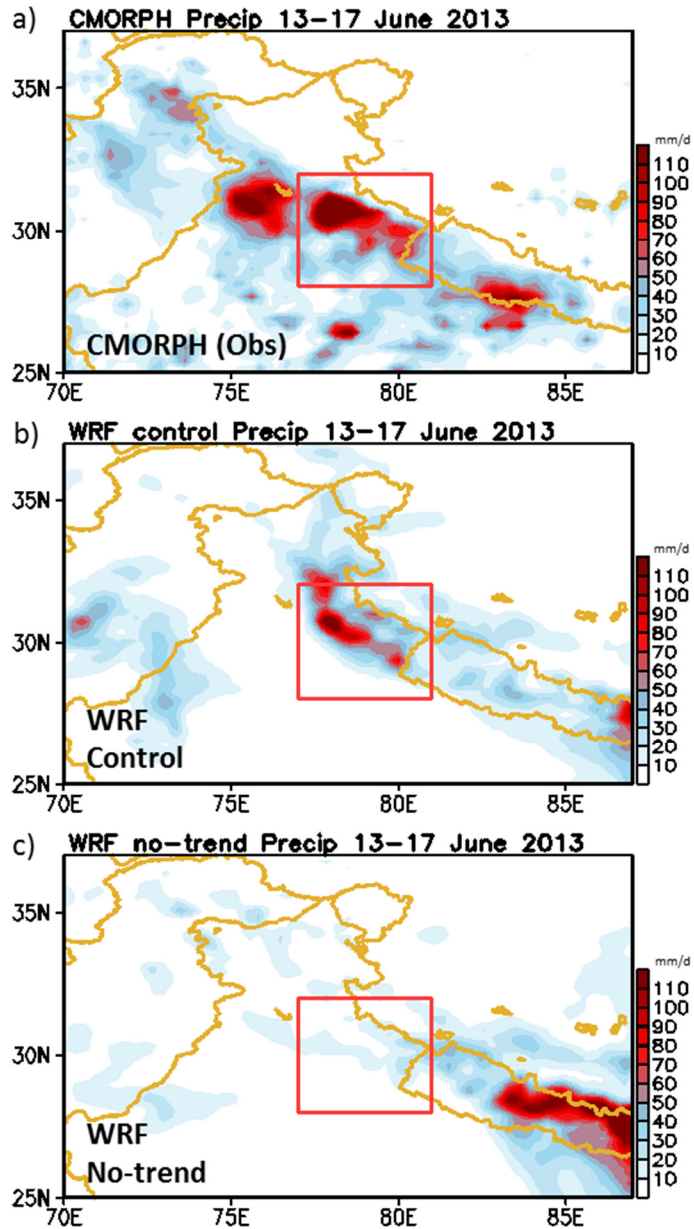 a) CMORPH Precip 13-17 June 2013
35N
30N
25N
70E 75E 80E 85E
CMORPH (Obs)
mm/d
110
100
90
80
70
60
50
40
30
20
10
b) WRF control Precip 13-17 June 2013
35N
30N
25N
70E 75E 80E 85E
WRF
Control
mm/d
110
100
90
80
70
60
50
40
30
20
10
c) WRF no-trend Precip 13-17 June 2013
35N
30N
25N
70E 75E 80E 85E
WRF
No-trend
mm/d
110
100
90
80
70
60
50
40
30
20
10